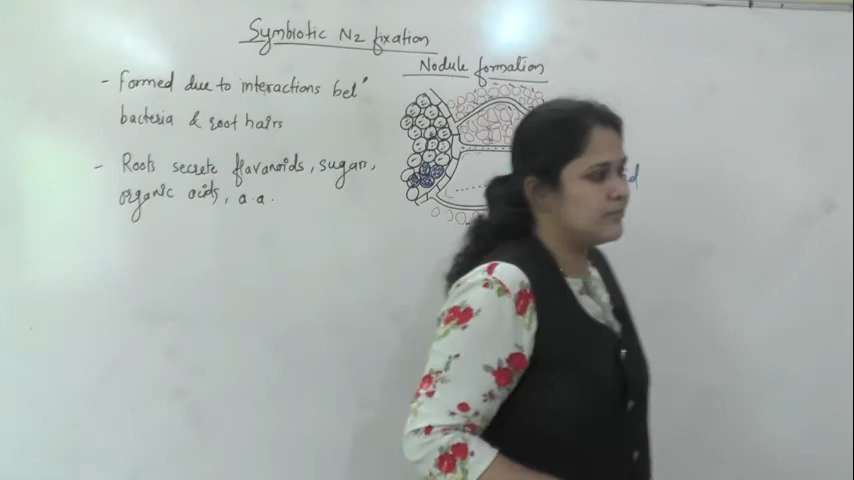 Symbiotic N2 fixation
Nodule formation
- Formed due to interactions betⁿ
bacteria & root hairs
- Roots secrete flavanoids, sugars,
organic acids, a.a.
d